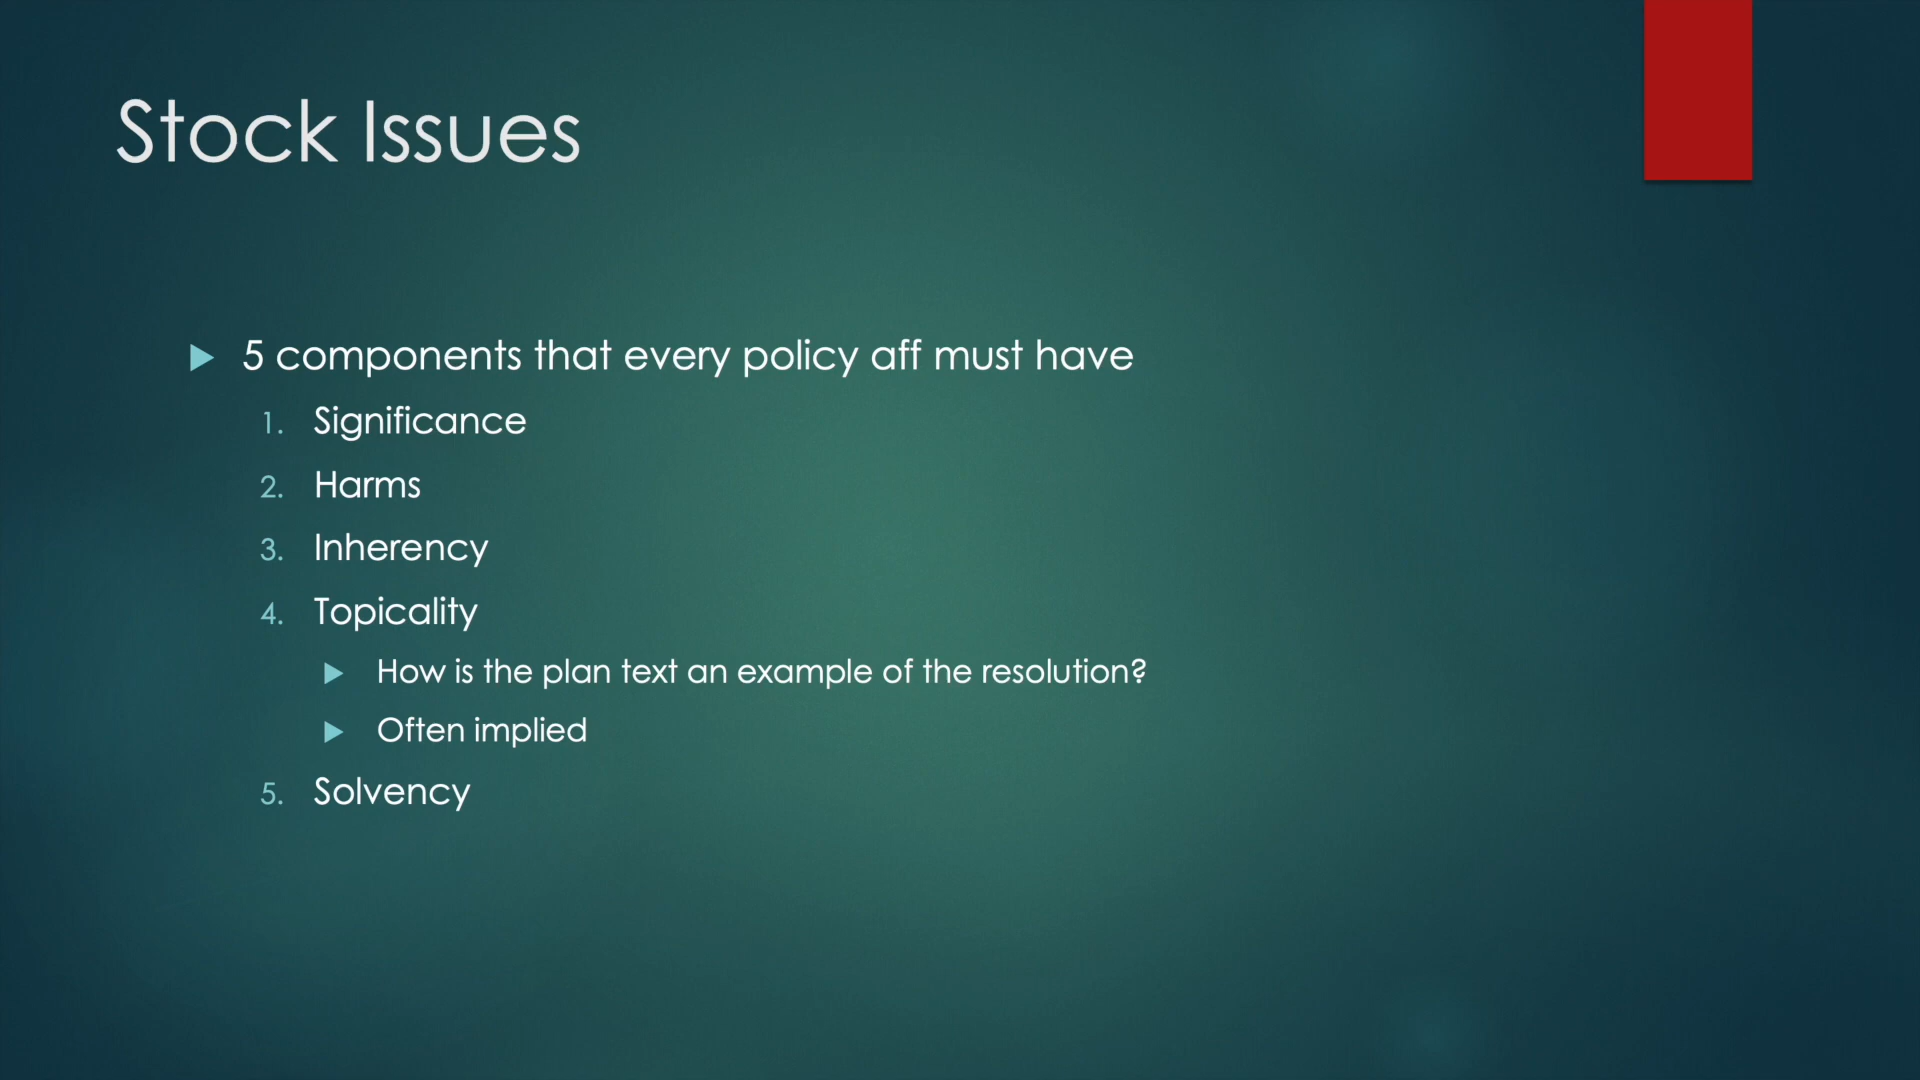 Stock Issues
5 components that every policy aff must have
1. Significance
2. Harms
3. Inherency
4. Topicality
How is the plan text an example of the resolution?
Often implied
5. Solvency